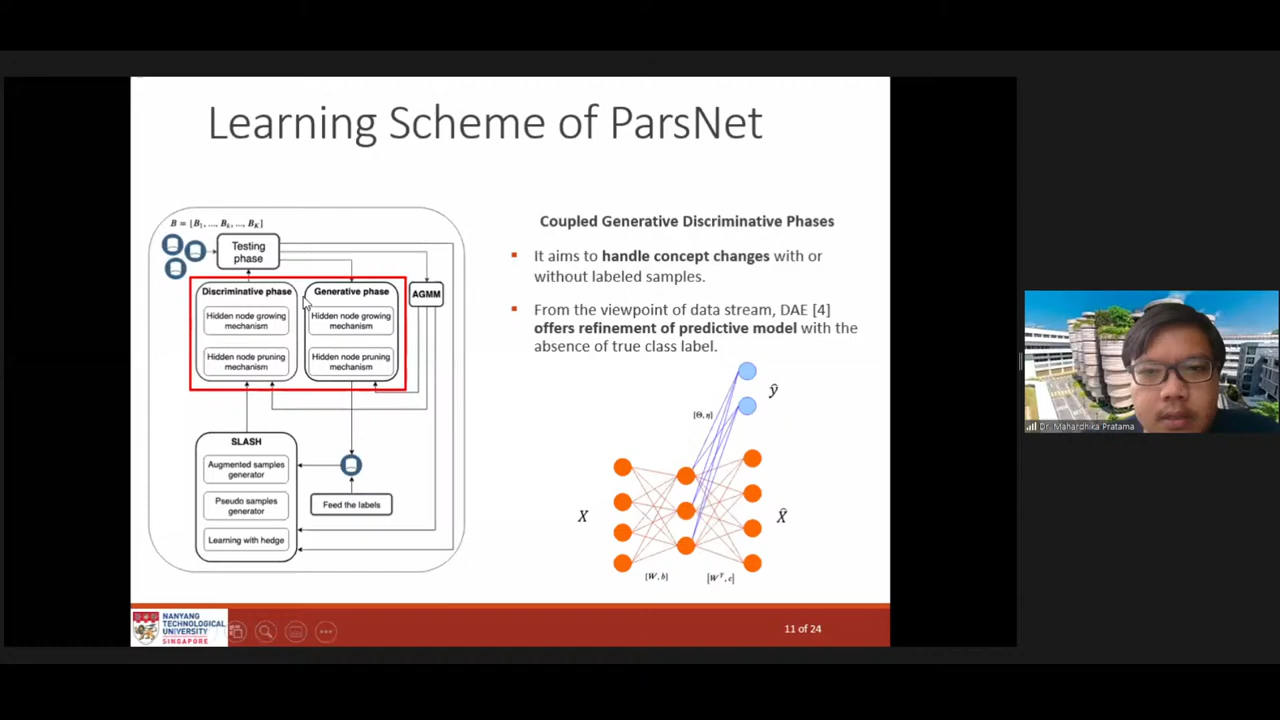 Learning Scheme of ParsNet
B = [B₁, ..., Bₖ, ..., B_K]
Testing
phase
Discriminative phase
Hidden node growing
mechanism
Hidden node pruning
mechanism
Generative phase
Hidden node growing
mechanism
Hidden node pruning
mechanism
AGMM
SLASH
Augmented samples
generator
Pseudo samples
generator
Learning with hedge
Feed the labels
Coupled Generative Discriminative Phases
It aims to handle concept changes with or
without labeled samples.
From the viewpoint of data stream, DAE [4]
offers refinement of predictive model with the
absence of true class label.
ŷ
[Θ, η]
X
X̂
[W, b]
[Wᵀ, c]
NANYANG
TECHNOLOGICAL
UNIVERSITY
SINGAPORE
11 of 24
Dr. Mahardhika Pratama